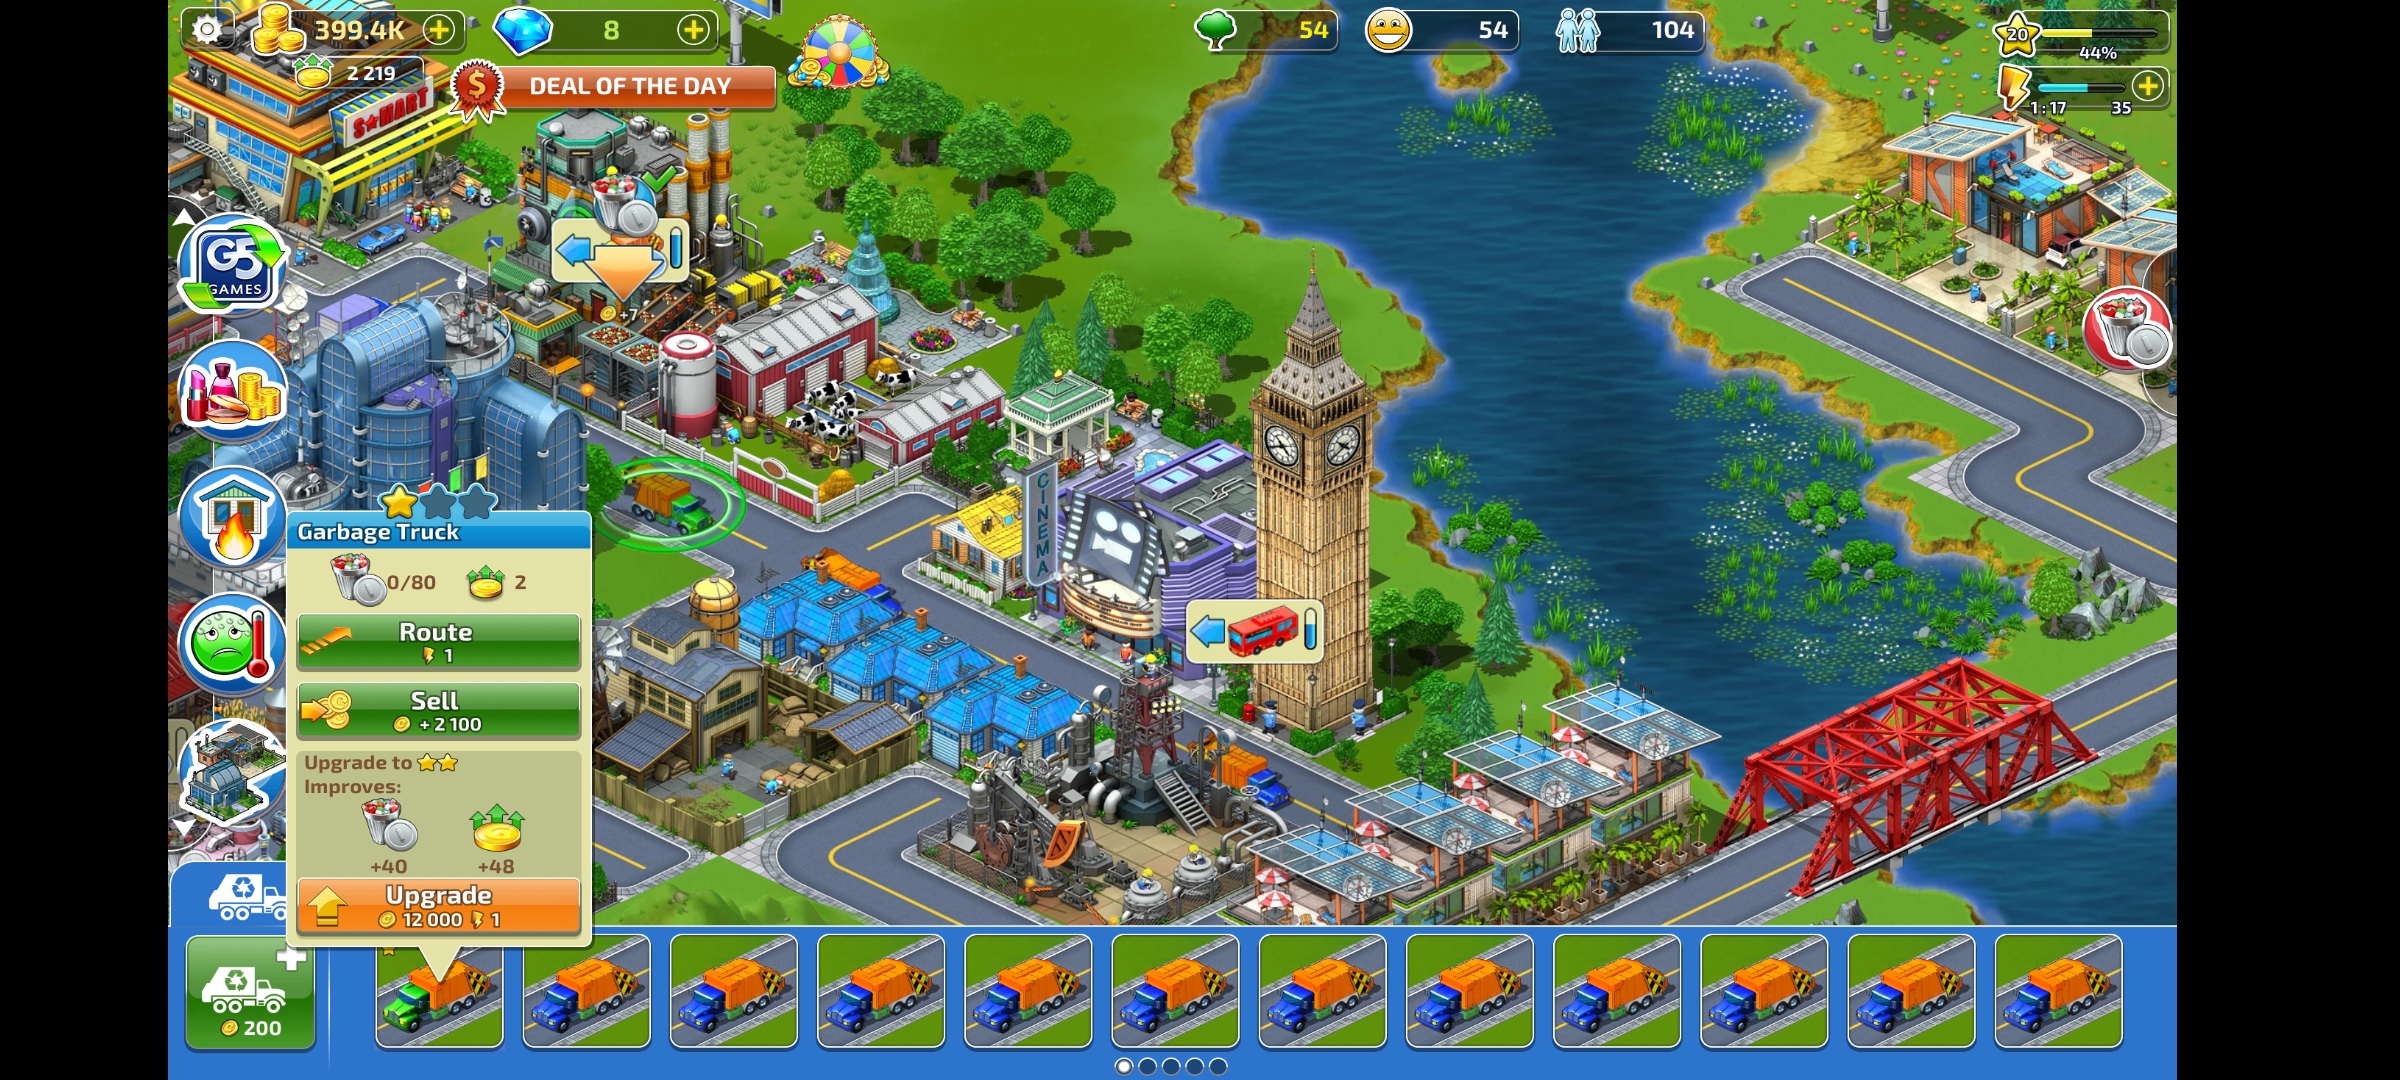 399.4K
8
54
54
104
20
44%
2 219
DEAL OF THE DAY
1:17
35
S★MART
G5
GAMES
+7
CINEMA
Garbage Truck
0/80
2
Route
1
Sell
+2 100
Upgrade to
Improves:
+40
+48
Upgrade
12 000
1
200